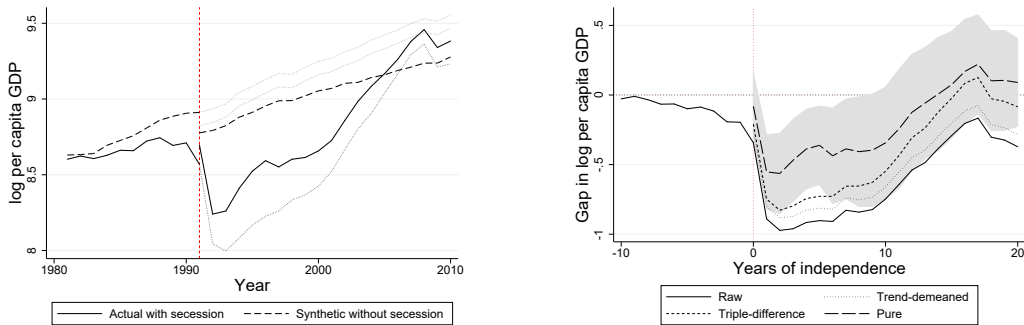 log per capita GDP
9.5
9
8.5
8
1980
1990
2000
2010
Year
Actual with secession
Synthetic without secession
Gap in log per capita GDP
.5
0
-.5
-1
-10
0
10
20
Years of independence
Raw
Trend-demeaned
Triple-difference
Pure